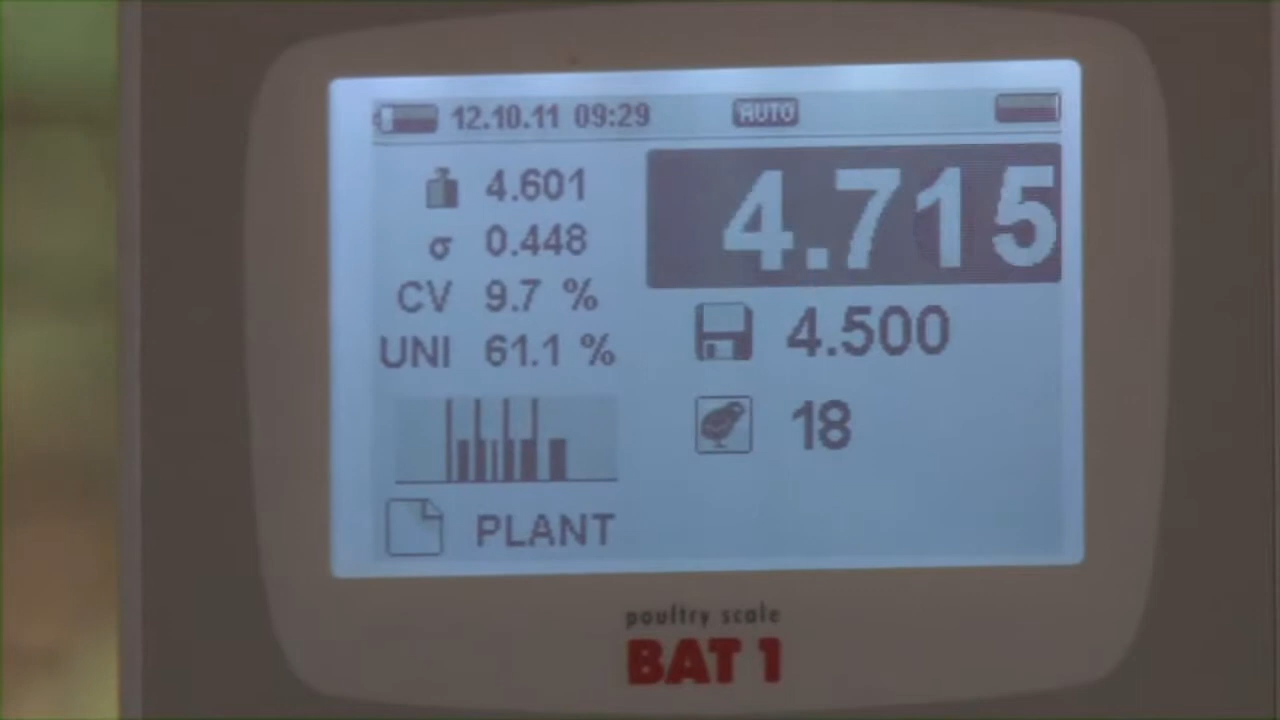 12.10.11 09:29 AUTO
4.601
4.715
σ 0.448
CV 9.7 %
4.500
UNI 61.1 %
18
PLANT
poultry scale
BAT 1